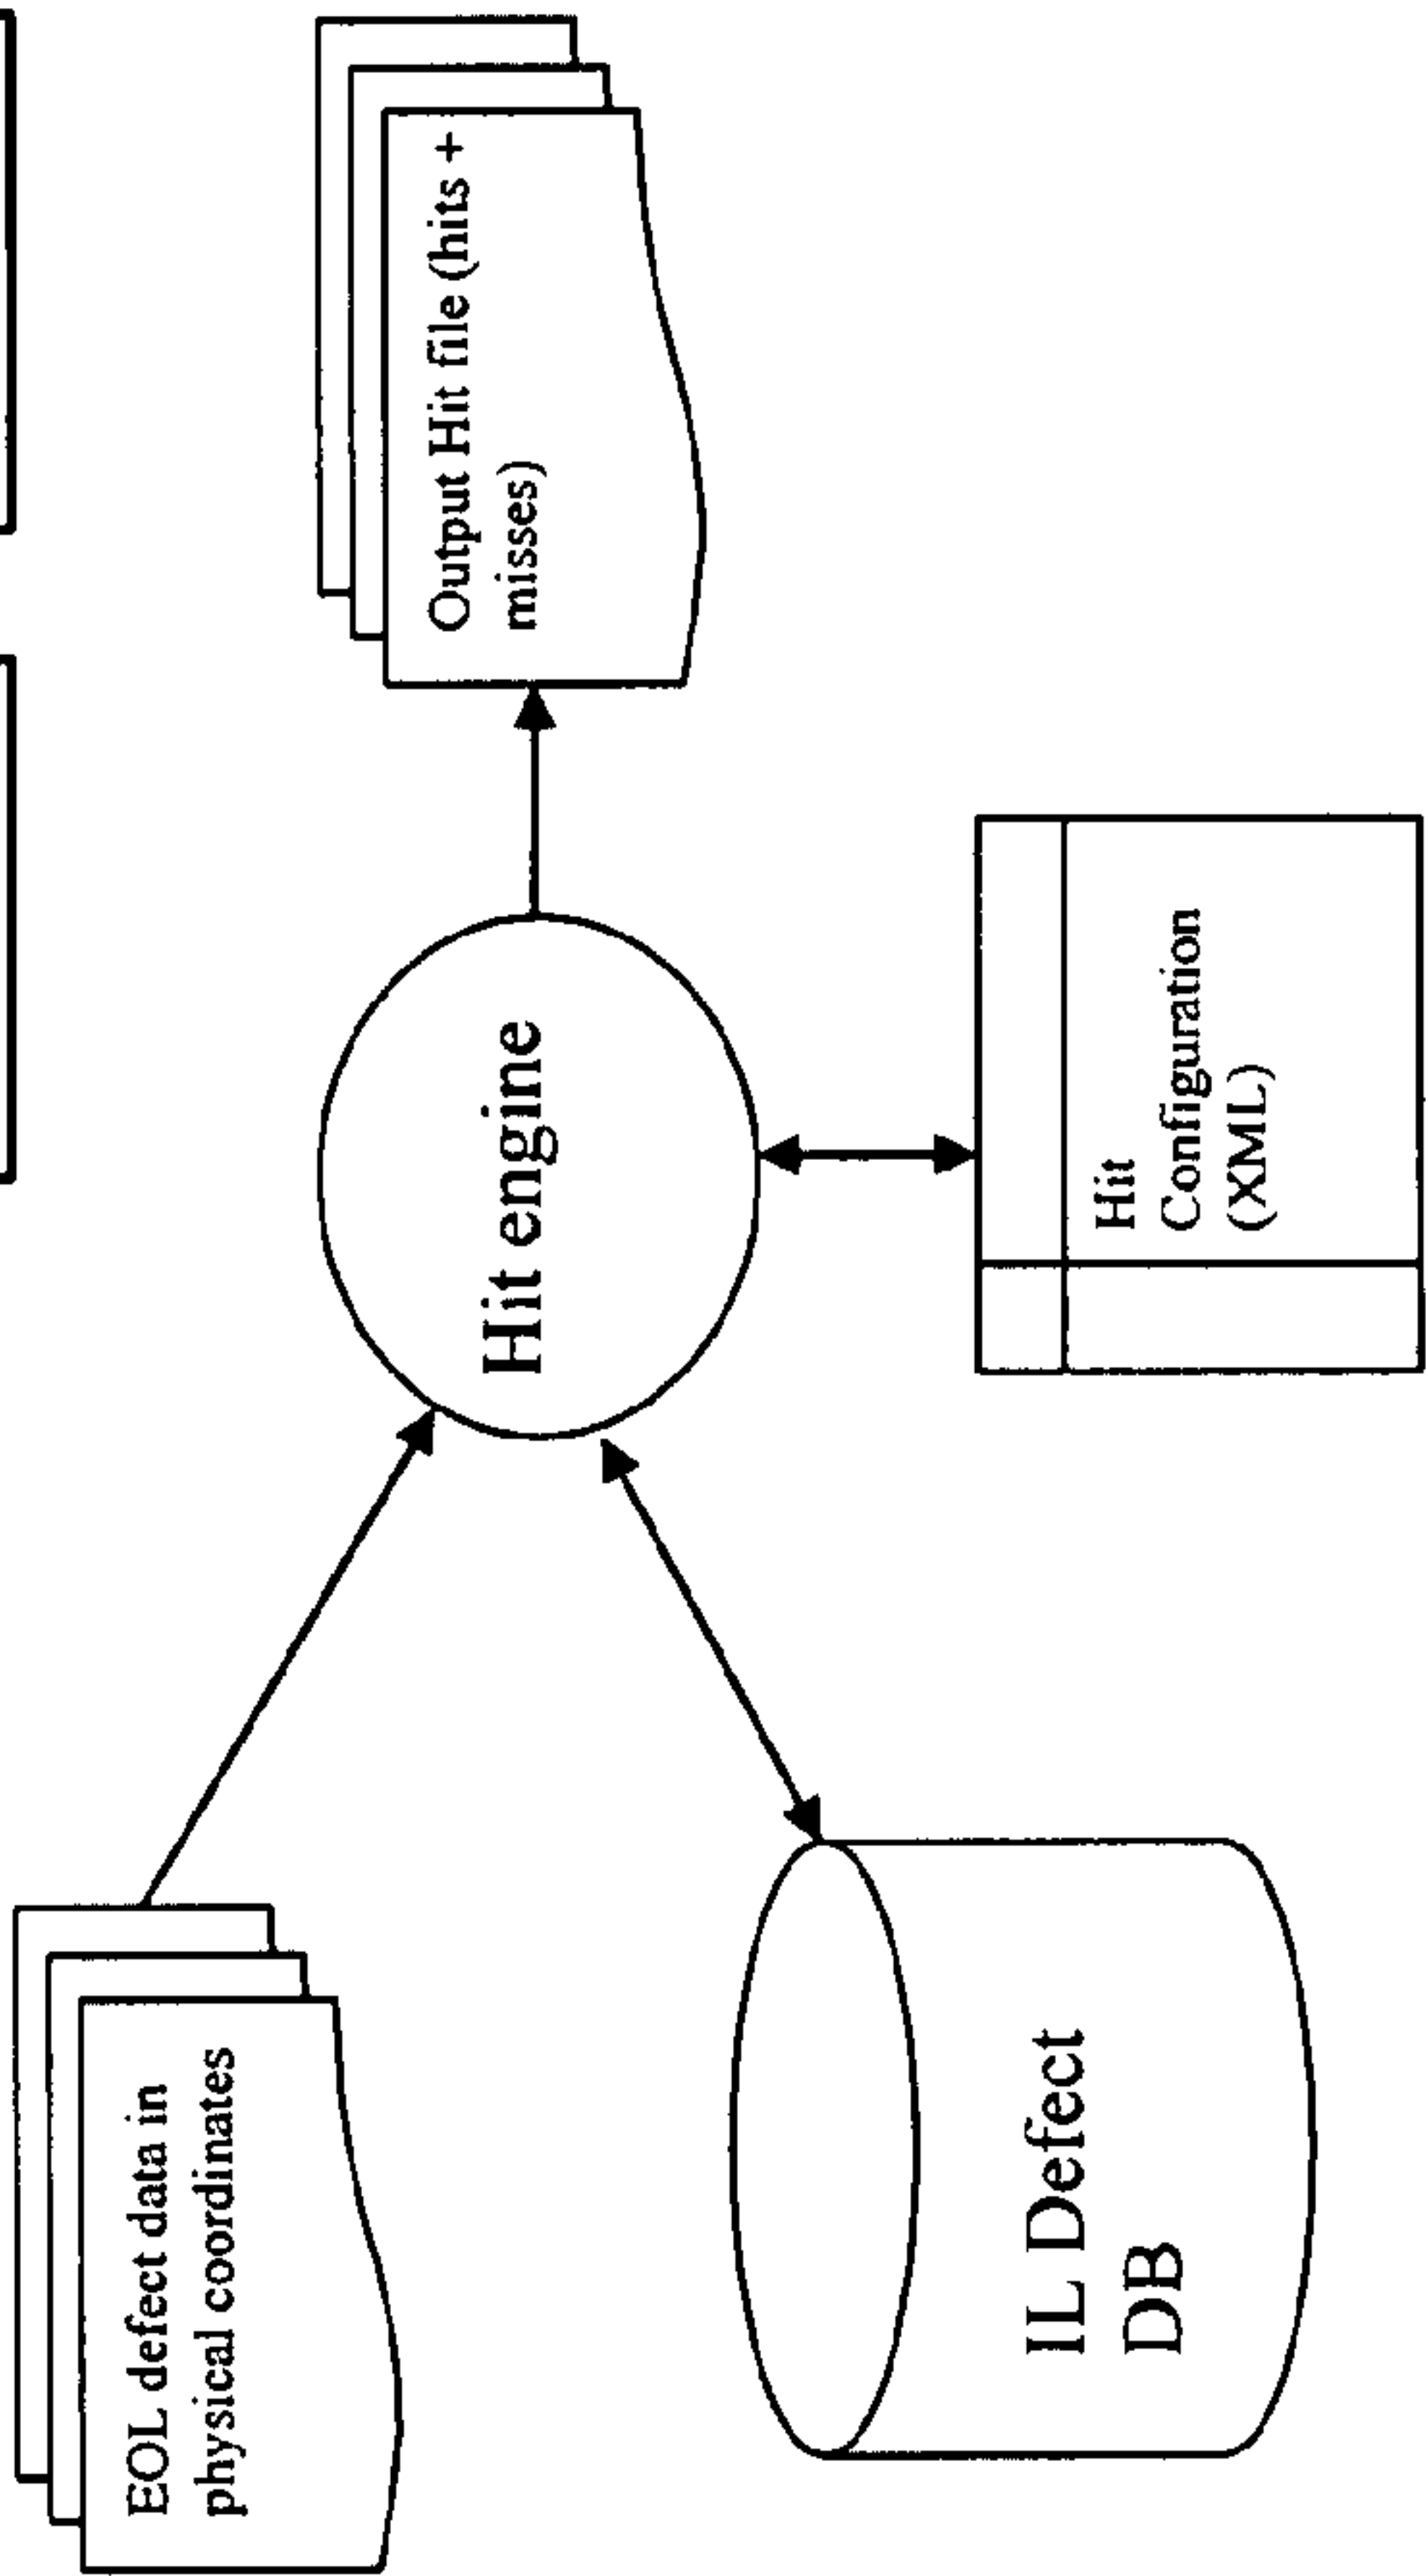 EOL defect data in
physical coordinates
IL Defect
DB
Hit engine
Hit
Configuration
(XML)
Output Hit file (hits +
misses)